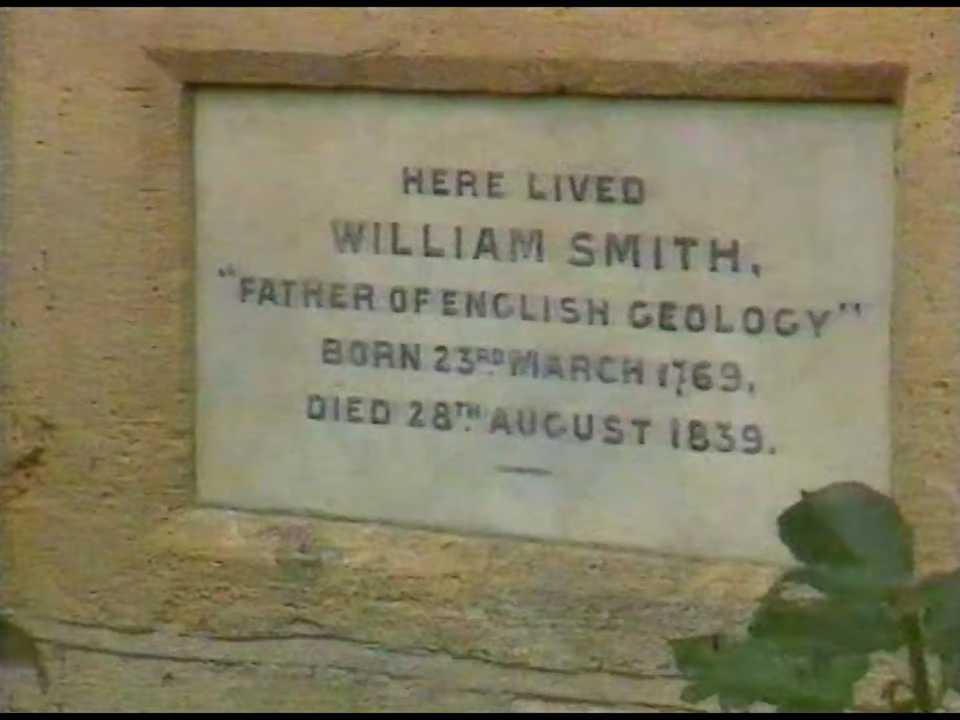 HERE LIVED
WILLIAM SMITH,
"FATHER OF ENGLISH GEOLOGY"
BORN 23RD MARCH 1769,
DIED 28TH AUGUST 1839.